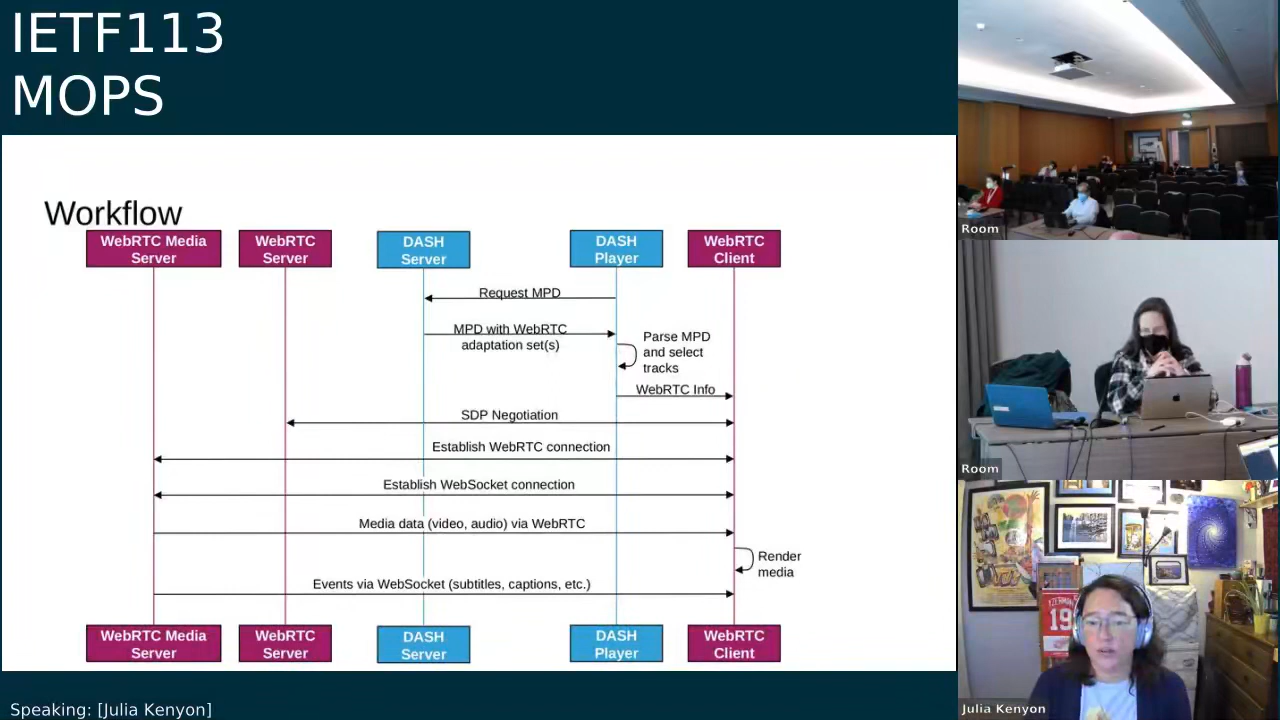 IETF113
MOPS
Workflow
WebRTC Media
Server
WebRTC
Server
DASH
Server
DASH
Player
WebRTC
Client
Request MPD
MPD with WebRTC
adaptation set(s)
Parse MPD
and select
tracks
WebRTC Info
SDP Negotiation
Establish WebRTC connection
Establish WebSocket connection
Media data (video, audio) via WebRTC
Render
media
Events via WebSocket (subtitles, captions, etc.)
WebRTC Media
Server
WebRTC
Server
DASH
Server
DASH
Player
WebRTC
Client
Speaking: [Julia Kenyon]
Room
Room
19
Julia Kenyon